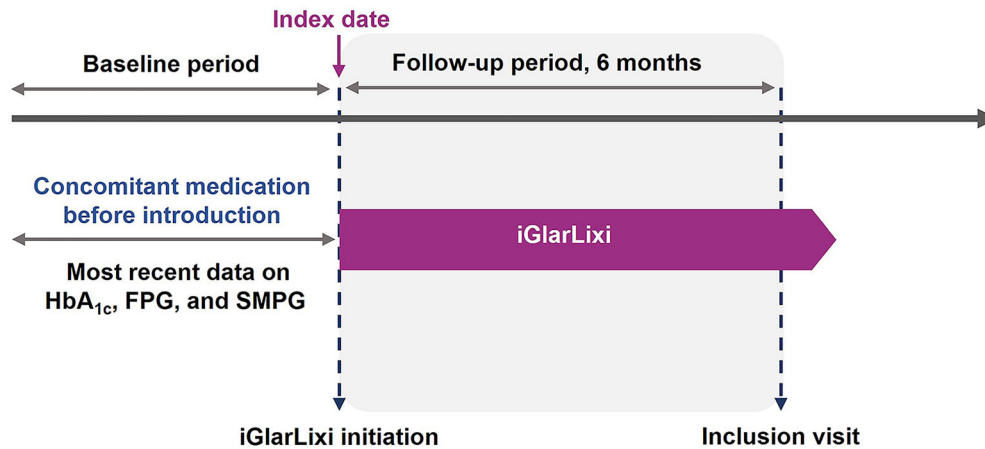 Index date
Baseline period
Follow-up period, 6 months
Concomitant medication
before introduction
iGlarLixi
Most recent data on
HbA1c, FPG, and SMPG
iGlarLixi initiation
Inclusion visit